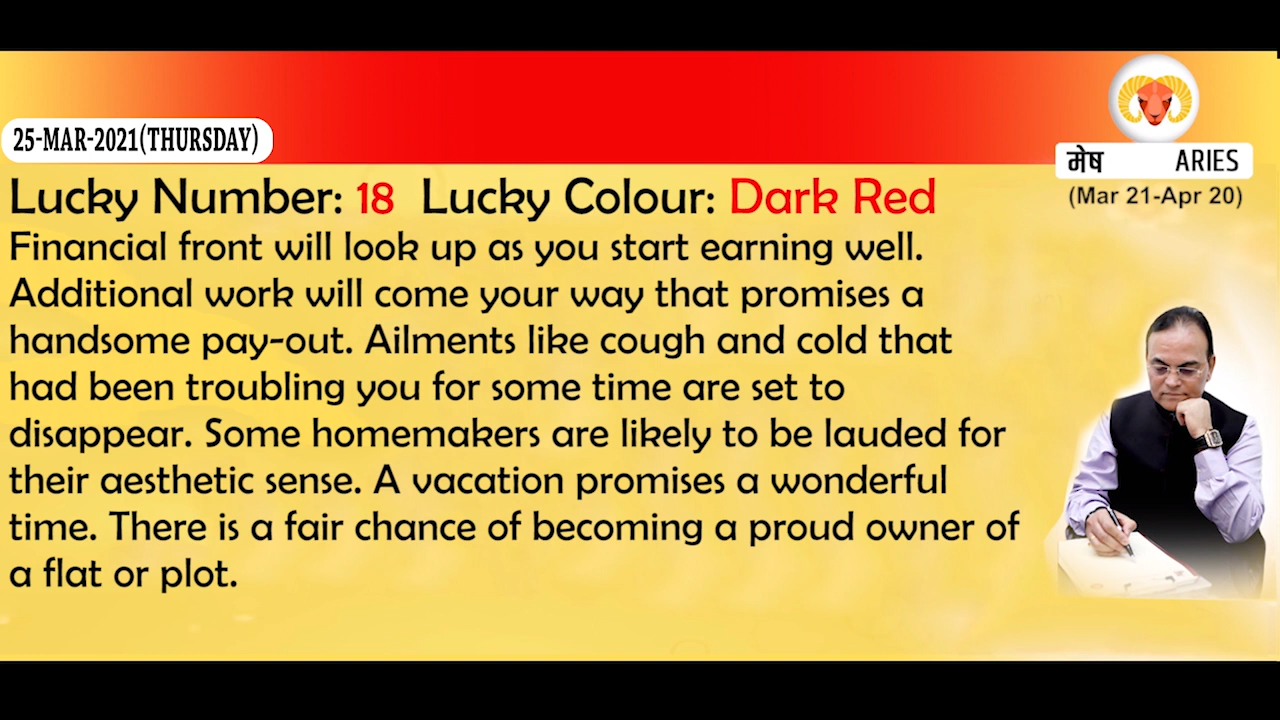 25-MAR-2021(THURSDAY)
मेष ARIES
(Mar 21-Apr 20)
Lucky Number: 18 Lucky Colour: Dark Red
Financial front will look up as you start earning well.
Additional work will come your way that promises a
handsome pay-out. Ailments like cough and cold that
had been troubling you for some time are set to
disappear. Some homemakers are likely to be lauded for
their aesthetic sense. A vacation promises a wonderful
time. There is a fair chance of becoming a proud owner of
a flat or plot.